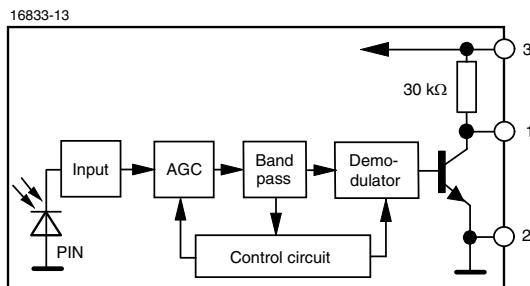 16833-13
3
30 kΩ
1
Input
AGC
Band
pass
Demo-
dulator
PIN
Control circuit
2